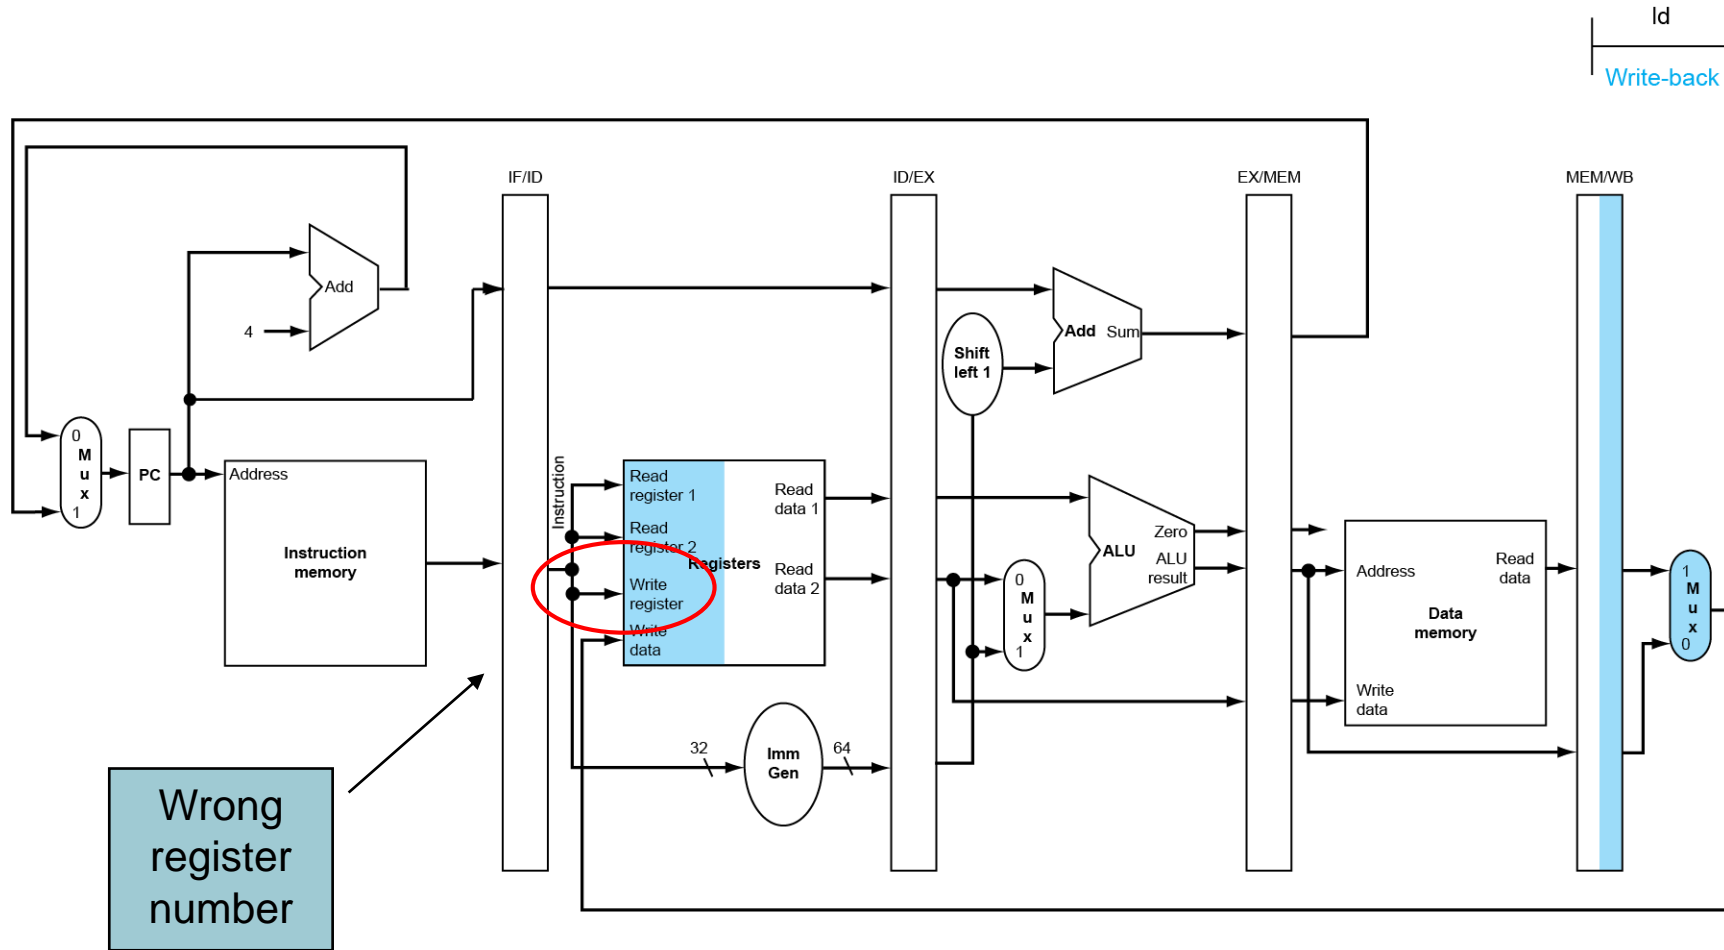 ld
Write-back
IF/ID
ID/EX
EX/MEM
MEM/WB
Add
4
Add Sum
Shift
left 1
0
M
u
x
1
PC
Address
Instruction
memory
Instruction
Read
register 1
Read
register 2
Registers
Write
register
Write
data
Read
data 1
Read
data 2
0
M
u
x
1
Zero
ALU
ALU
result
Address
Read
data
Data
memory
Write
data
1
M
u
x
0
32
Imm
Gen
64
Wrong
register
number